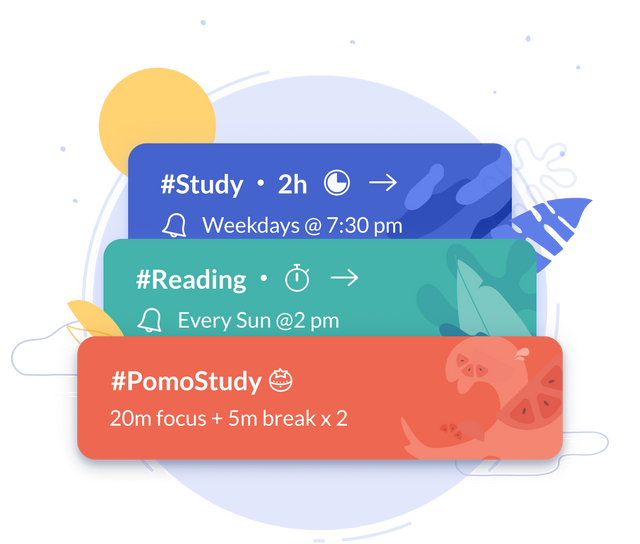 #Study • 2h →
Weekdays @ 7:30 pm
#Reading • →
Every Sun @2 pm
#PomoStudy
20m focus + 5m break x 2